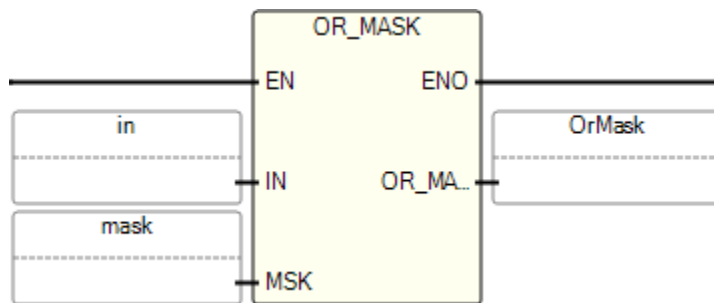 OR_MASK
EN
ENO
in
OrMask
IN
OR_MA...
mask
MSK